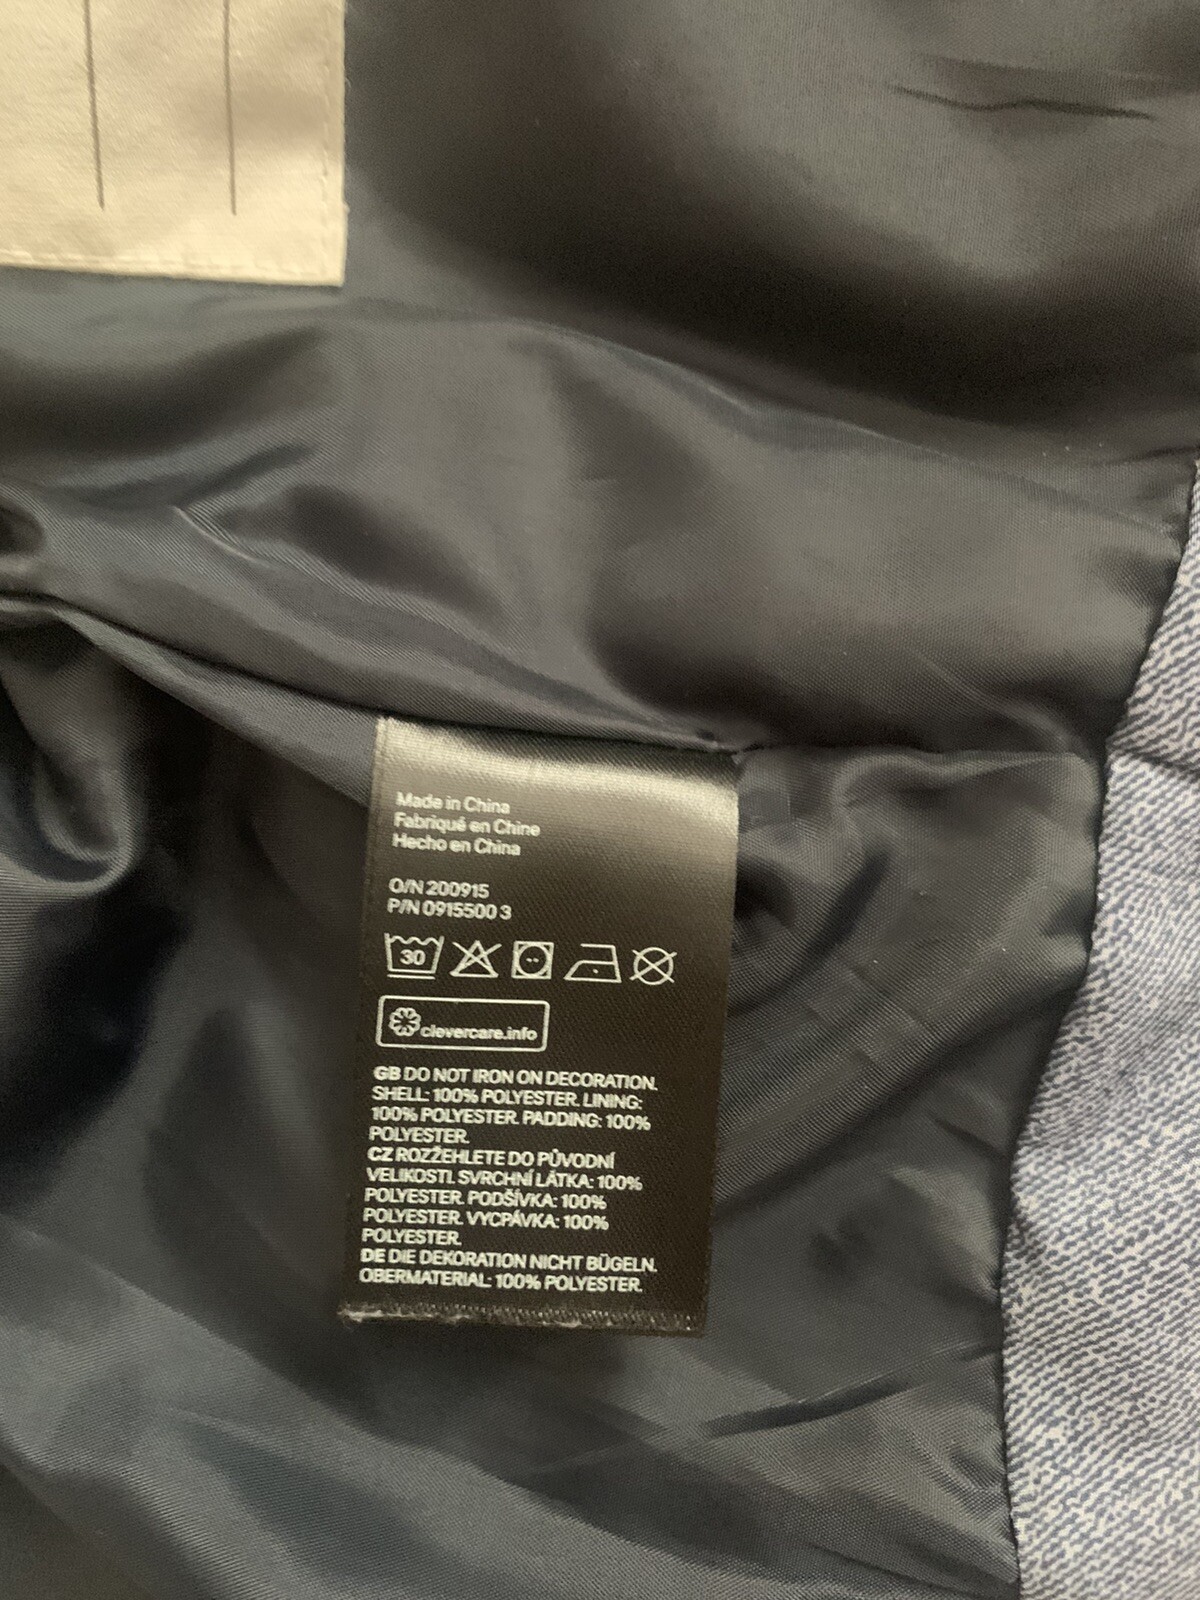 Made in China
Fabriqué en Chine
Hecho en China
O/N 200915
P/N 0915500 3
30
clevercare.info
GB DO NOT IRON ON DECORATION.
SHELL: 100% POLYESTER. LINING:
100% POLYESTER. PADDING: 100%
POLYESTER.
CZ ROZŽEHLETE DO PŮVODNÍ
VELIKOSTI. SVRCHNÍ LÁTKA: 100%
POLYESTER. PODŠÍVKA: 100%
POLYESTER. VYCPÁVKA: 100%
POLYESTER.
DE DIE DEKORATION NICHT BÜGELN.
OBERMATERIAL: 100% POLYESTER.